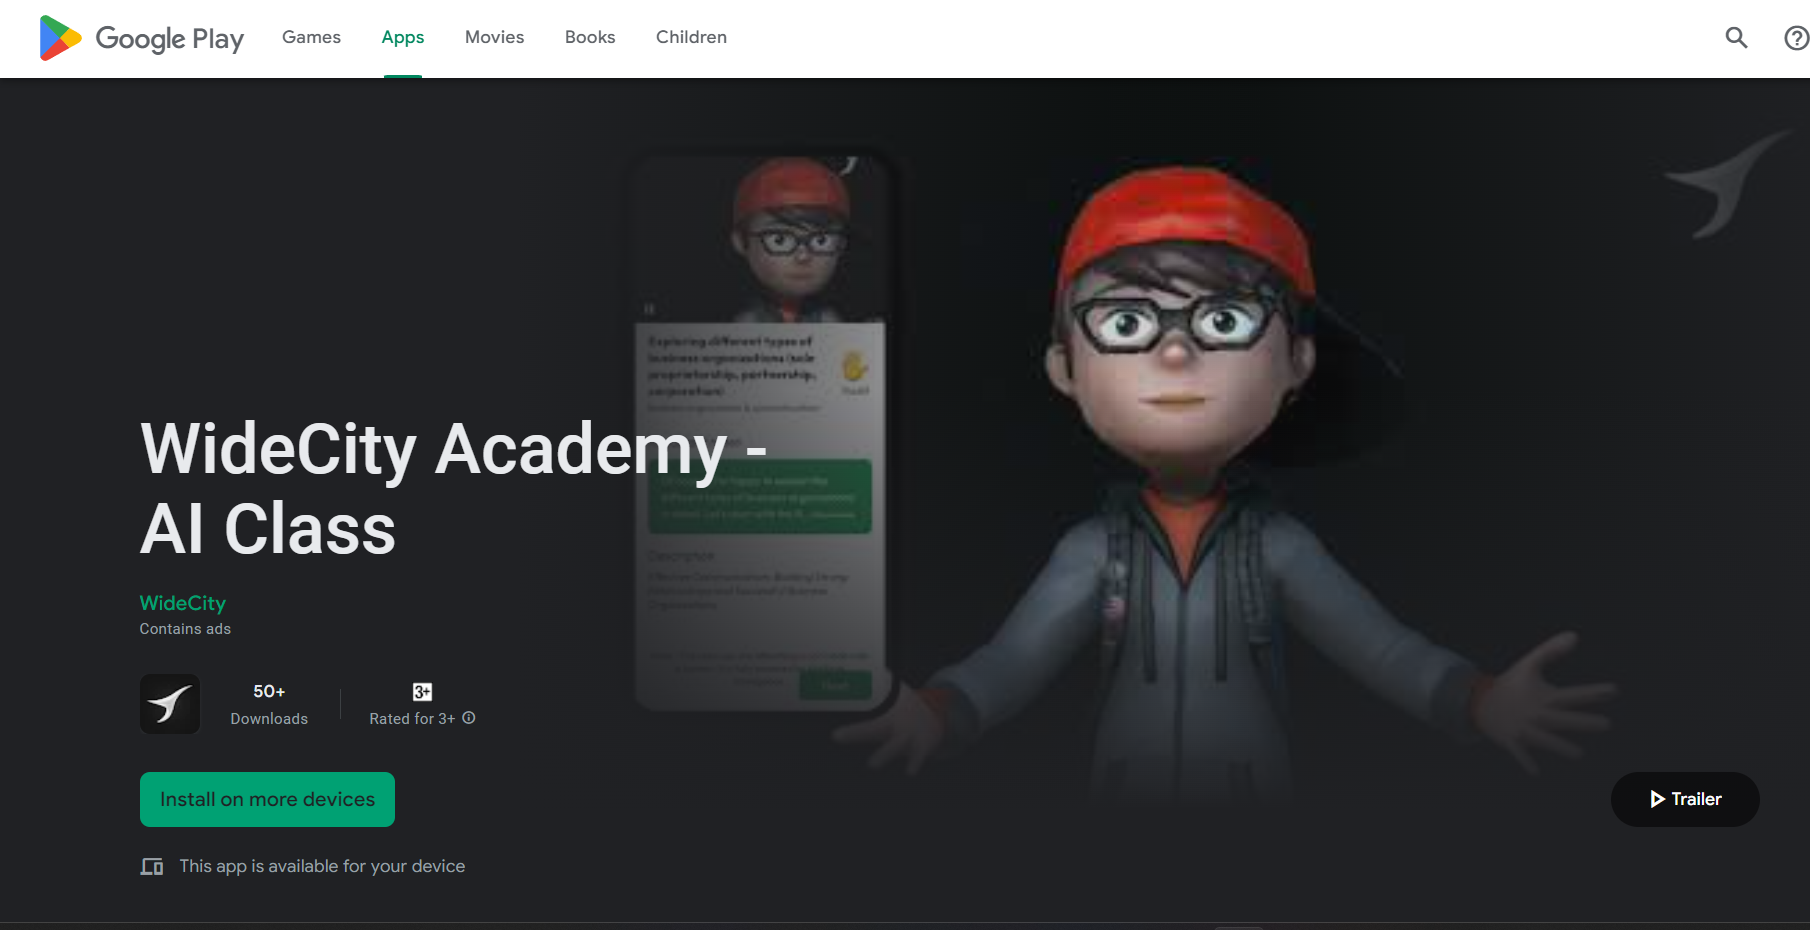 Google Play
Games
Apps
Movies
Books
Children
Exploring different types of
business organizations (sole
proprietorship, partnership,
corporation)
WideCity Academy -
AI Class
Description
WideCity
Contains ads
50+
Downloads
3+
Rated for 3+
Install on more devices
Trailer
This app is available for your device